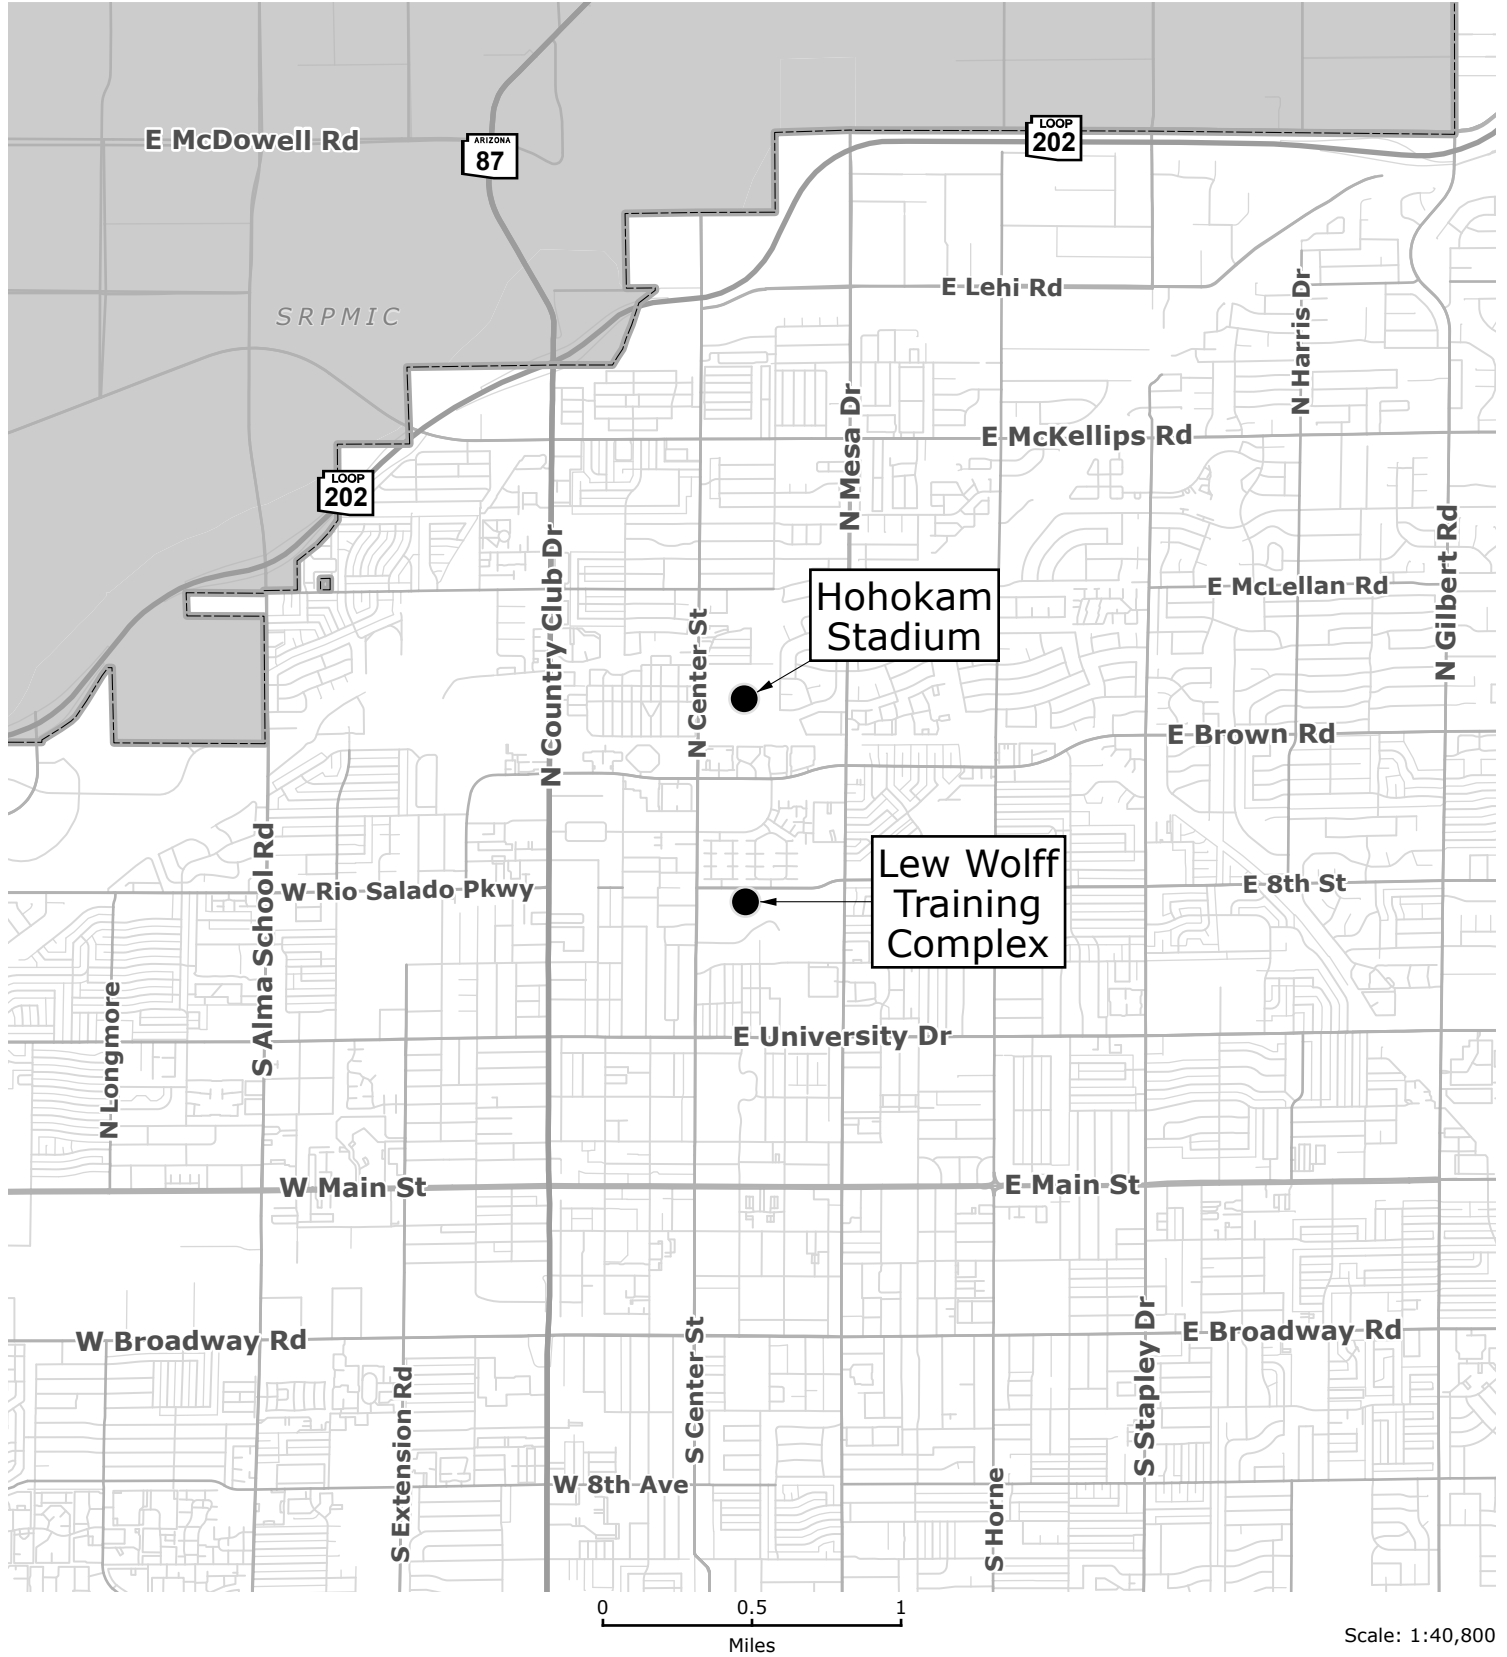 E McDowell Rd
ARIZONA
87
LOOP
202
E Lehi Rd
SRPMIC
N Harris Dr
N Mesa Dr
E McKellips Rd
LOOP
202
N Country Club Dr
N Gilbert Rd
Hohokam
Stadium
E McLellan Rd
N Center St
E Brown Rd
S Alma School Rd
W Rio Salado Pkwy
Lew Wolff
Training
Complex
E 8th St
N Longmore
E University Dr
W Main St
E Main St
W Broadway Rd
S Center St
S Stapley Dr
E Broadway Rd
S Extension Rd
W 8th Ave
S Horne
0 0.5 1
Miles
Scale: 1:40,800